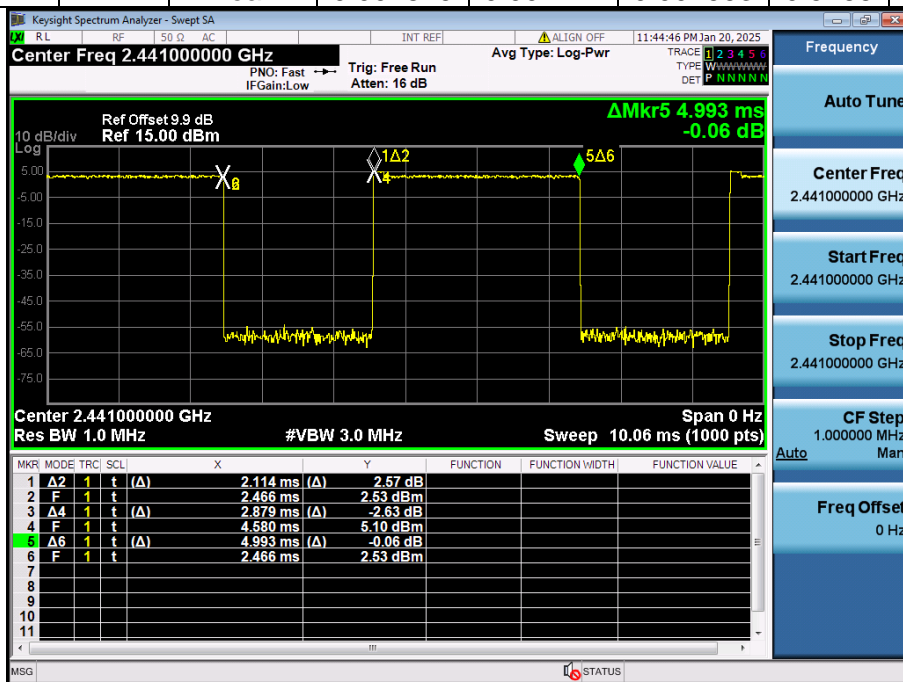 Keysight Spectrum Analyzer - Swept SA
LXI RL RF 50 Ω AC INT REF ALIGN OFF 11:44:46 PM Jan 20, 2025
Center Freq 2.441000000 GHz
PNO: Fast
IFGain:Low
Trig: Free Run
Atten: 16 dB
Avg Type: Log-Pwr
TRACE 1 2 3 4 5 6
TYPE WWWWWW
DET P N N N N N
ΔMkr5 4.993 ms
-0.06 dB
Ref Offset 9.9 dB
10 dB/div Ref 15.00 dBm
Log
5.00
-5.00
-15.0
-25.0
-35.0
-45.0
-55.0
-65.0
-75.0
1Δ2
4
5Δ6
Center 2.441000000 GHz Span 0 Hz
Res BW 1.0 MHz #VBW 3.0 MHz Sweep 10.06 ms (1000 pts)
MKR MODE TRC SCL X Y FUNCTION FUNCTION WIDTH FUNCTION VALUE
1 Δ2 1 t (Δ) 2.114 ms (Δ) 2.57 dB
2 F 1 t 2.466 ms 2.53 dBm
3 Δ4 1 t (Δ) 2.879 ms (Δ) -2.63 dB
4 F 1 t 4.580 ms 5.10 dBm
5 Δ6 1 t (Δ) 4.993 ms (Δ) -0.06 dB
6 F 1 t 2.466 ms 2.53 dBm
7
8
9
10
11
MSG STATUS
Frequency
Auto Tune
Center Freq
2.441000000 GHz
Start Freq
2.441000000 GHz
Stop Freq
2.441000000 GHz
CF Step
1.000000 MHz
Auto Man
Freq Offset
0 Hz